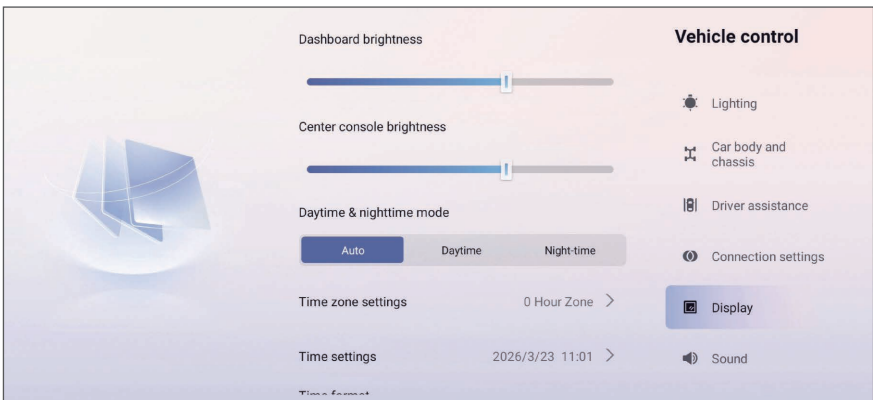 Dashboard brightness
Center console brightness
Daytime & nighttime mode
Auto Daytime Night-time
Time zone settings 0 Hour Zone
Time settings 2026/3/23 11:01
Time format
Vehicle control
Lighting
Car body and
chassis
Driver assistance
Connection settings
Display
Sound